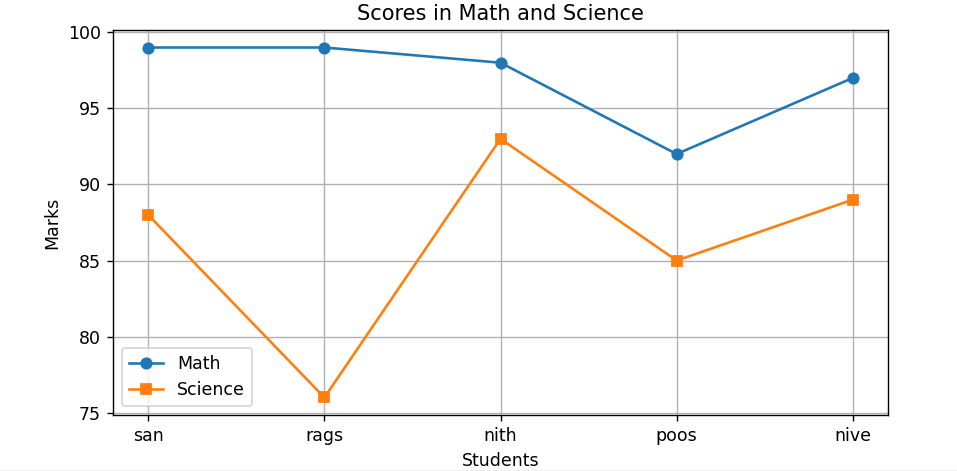 Scores in Math and Science
100
95
90
85
80
75
Marks
Math
Science
san rags nith poos nive
Students